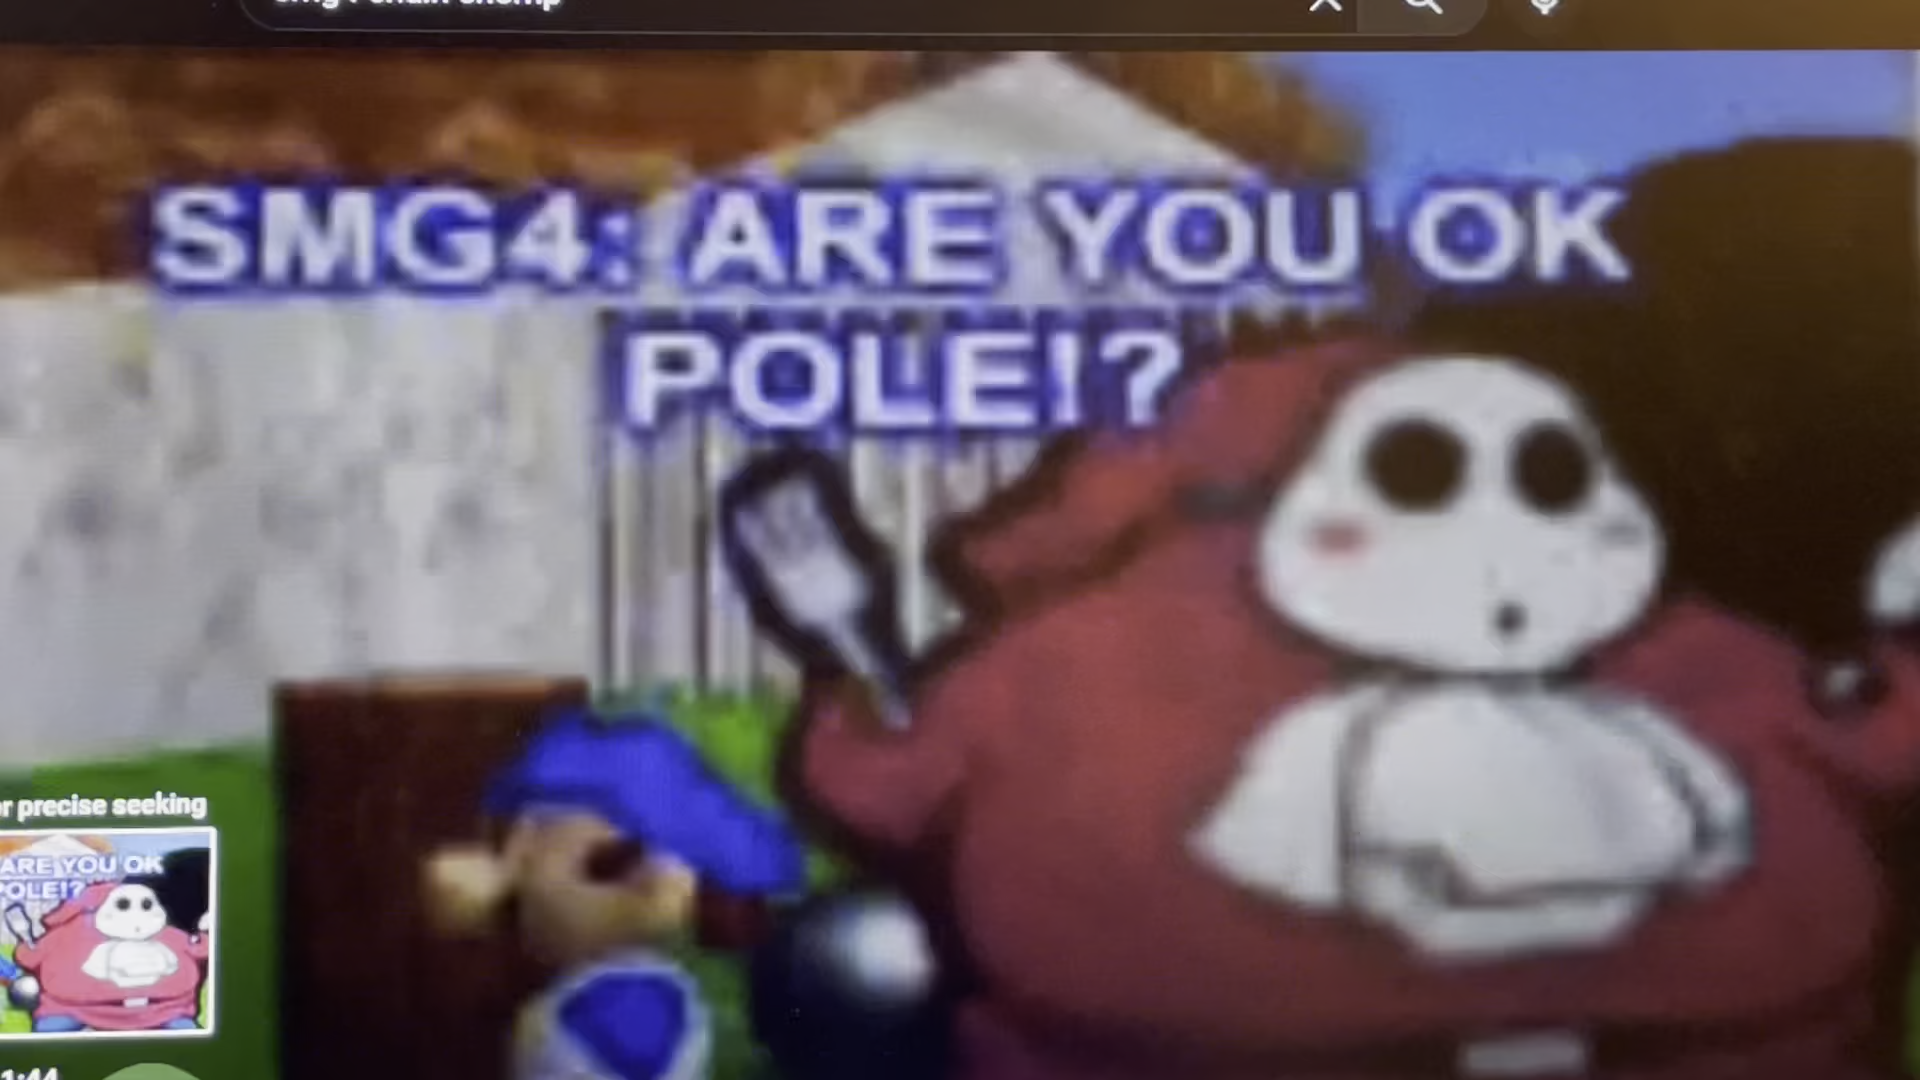 SMG4: ARE YOU OK
POLE!?
precise seeking
ARE YOU OK
POLE!?
1:44